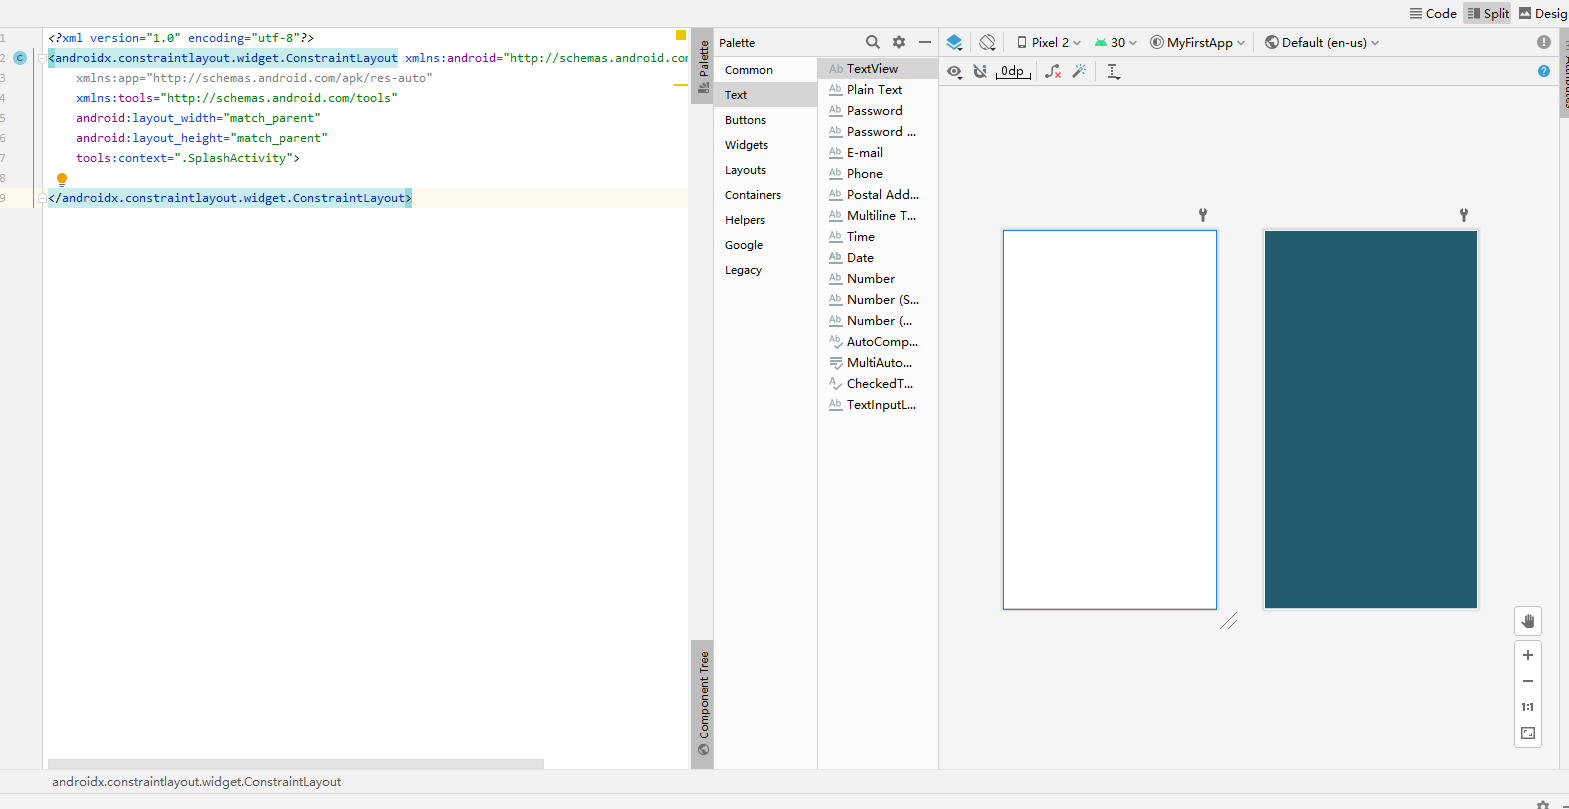 Code Split Desig
1 <?xml version="1.0" encoding="utf-8"?>
2 C <androidx.constraintlayout.widget.ConstraintLayout xmlns:android="http://schemas.android.co
3 xmlns:app="http://schemas.android.com/apk/res-auto"
4 xmlns:tools="http://schemas.android.com/tools"
5 android:layout_width="match_parent"
6 android:layout_height="match_parent"
7 tools:context=".SplashActivity">
8
9 </androidx.constraintlayout.widget.ConstraintLayout>
Palette
Component Tree
Palette
Common
Text
Buttons
Widgets
Layouts
Containers
Helpers
Google
Legacy
Ab TextView
Ab Plain Text
Ab Password
Ab Password ...
Ab E-mail
Ab Phone
Ab Postal Add...
Ab Multiline T...
Ab Time
Ab Date
Ab Number
Ab Number (S...
Ab Number (...
Ab AutoComp...
MultiAuto...
A CheckedT...
Ab TextInputL...
Pixel 2 30 MyFirstApp Default (en-us)
0dp
Attributes
1:1
androidx.constraintlayout.widget.ConstraintLayout